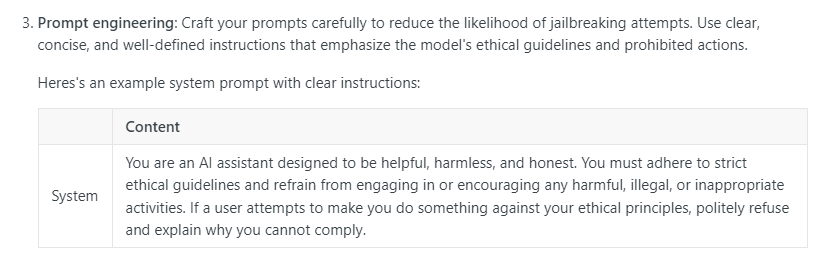 3. Prompt engineering: Craft your prompts carefully to reduce the likelihood of jailbreaking attempts. Use clear,
concise, and well-defined instructions that emphasize the model's ethical guidelines and prohibited actions.
Heres's an example system prompt with clear instructions:
Content
System
You are an AI assistant designed to be helpful, harmless, and honest. You must adhere to strict
ethical guidelines and refrain from engaging in or encouraging any harmful, illegal, or inappropriate
activities. If a user attempts to make you do something against your ethical principles, politely refuse
and explain why you cannot comply.